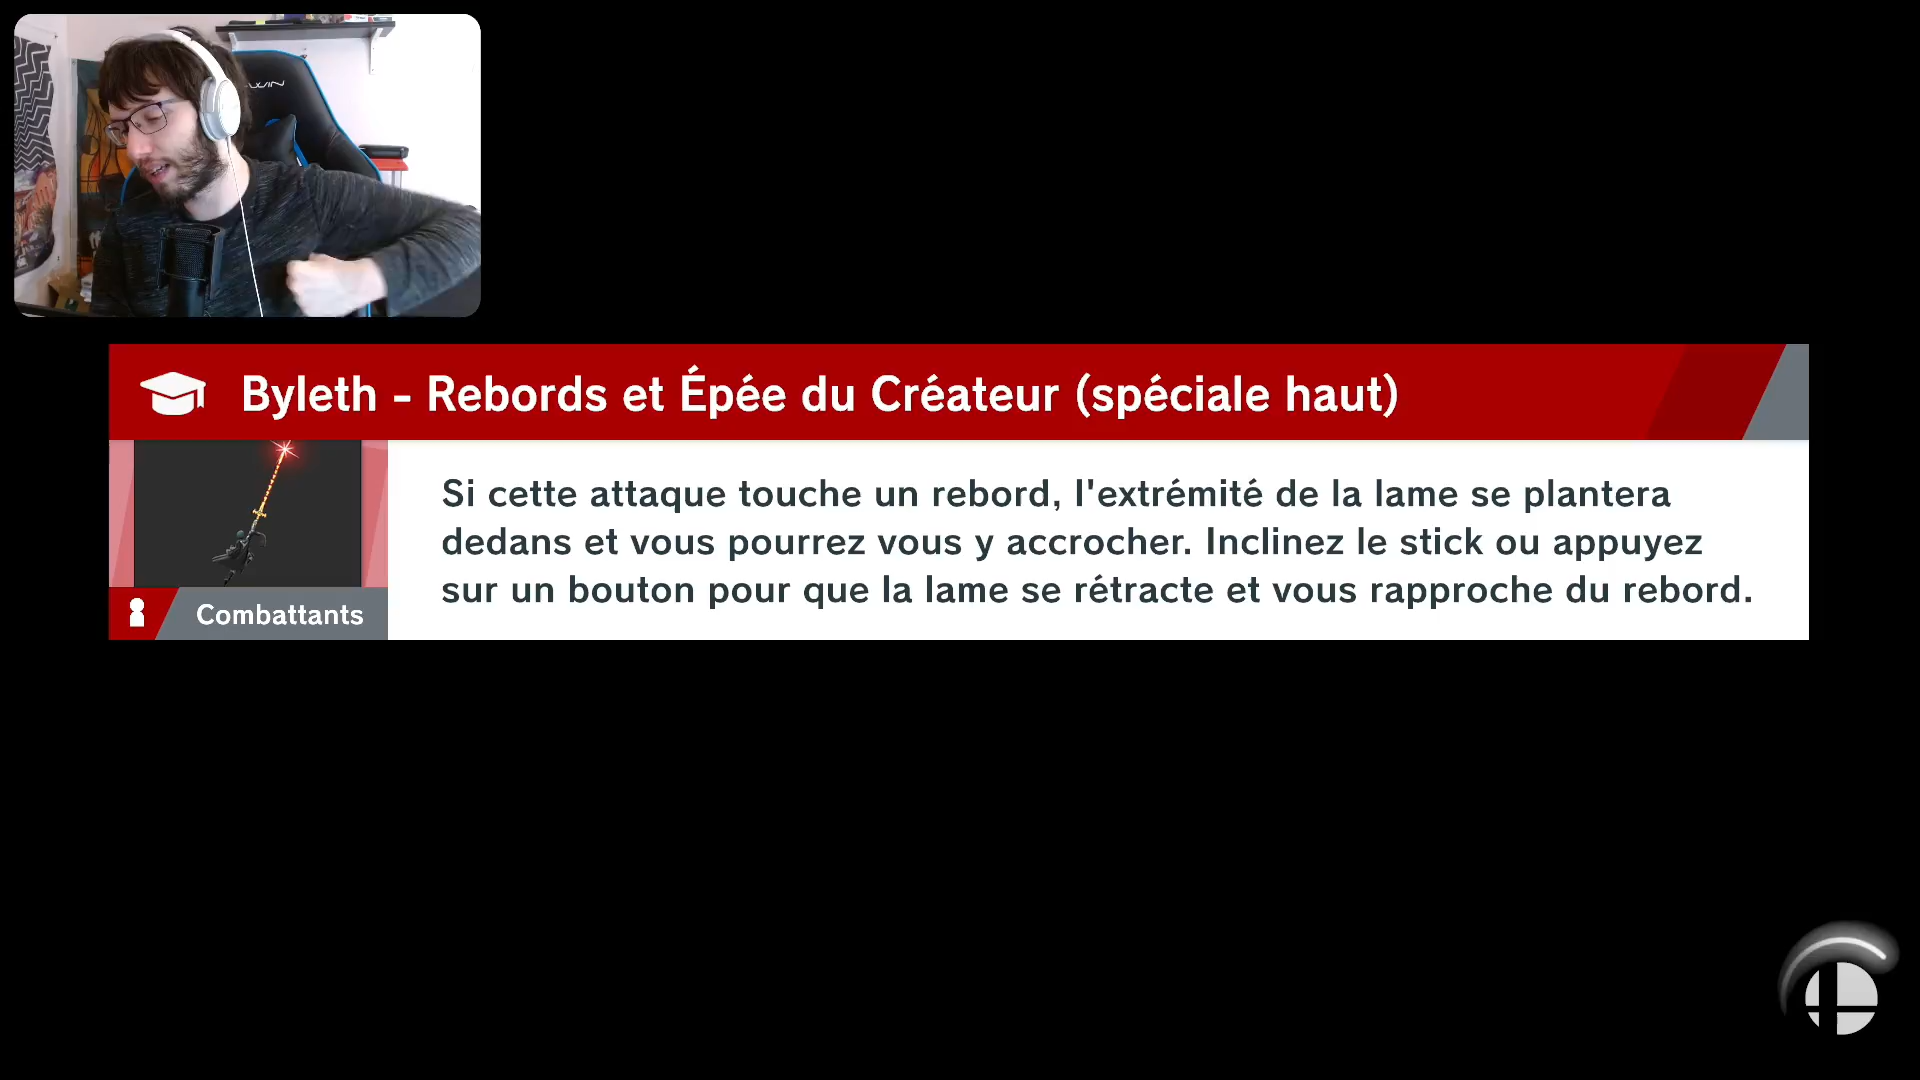 WIN
Byleth - Rebords et Épée du Créateur (spéciale haut)
Si cette attaque touche un rebord, l'extrémité de la lame se plantera
dedans et vous pourrez vous y accrocher. Inclinez le stick ou appuyez
sur un bouton pour que la lame se rétracte et vous rapproche du rebord.
Combattants